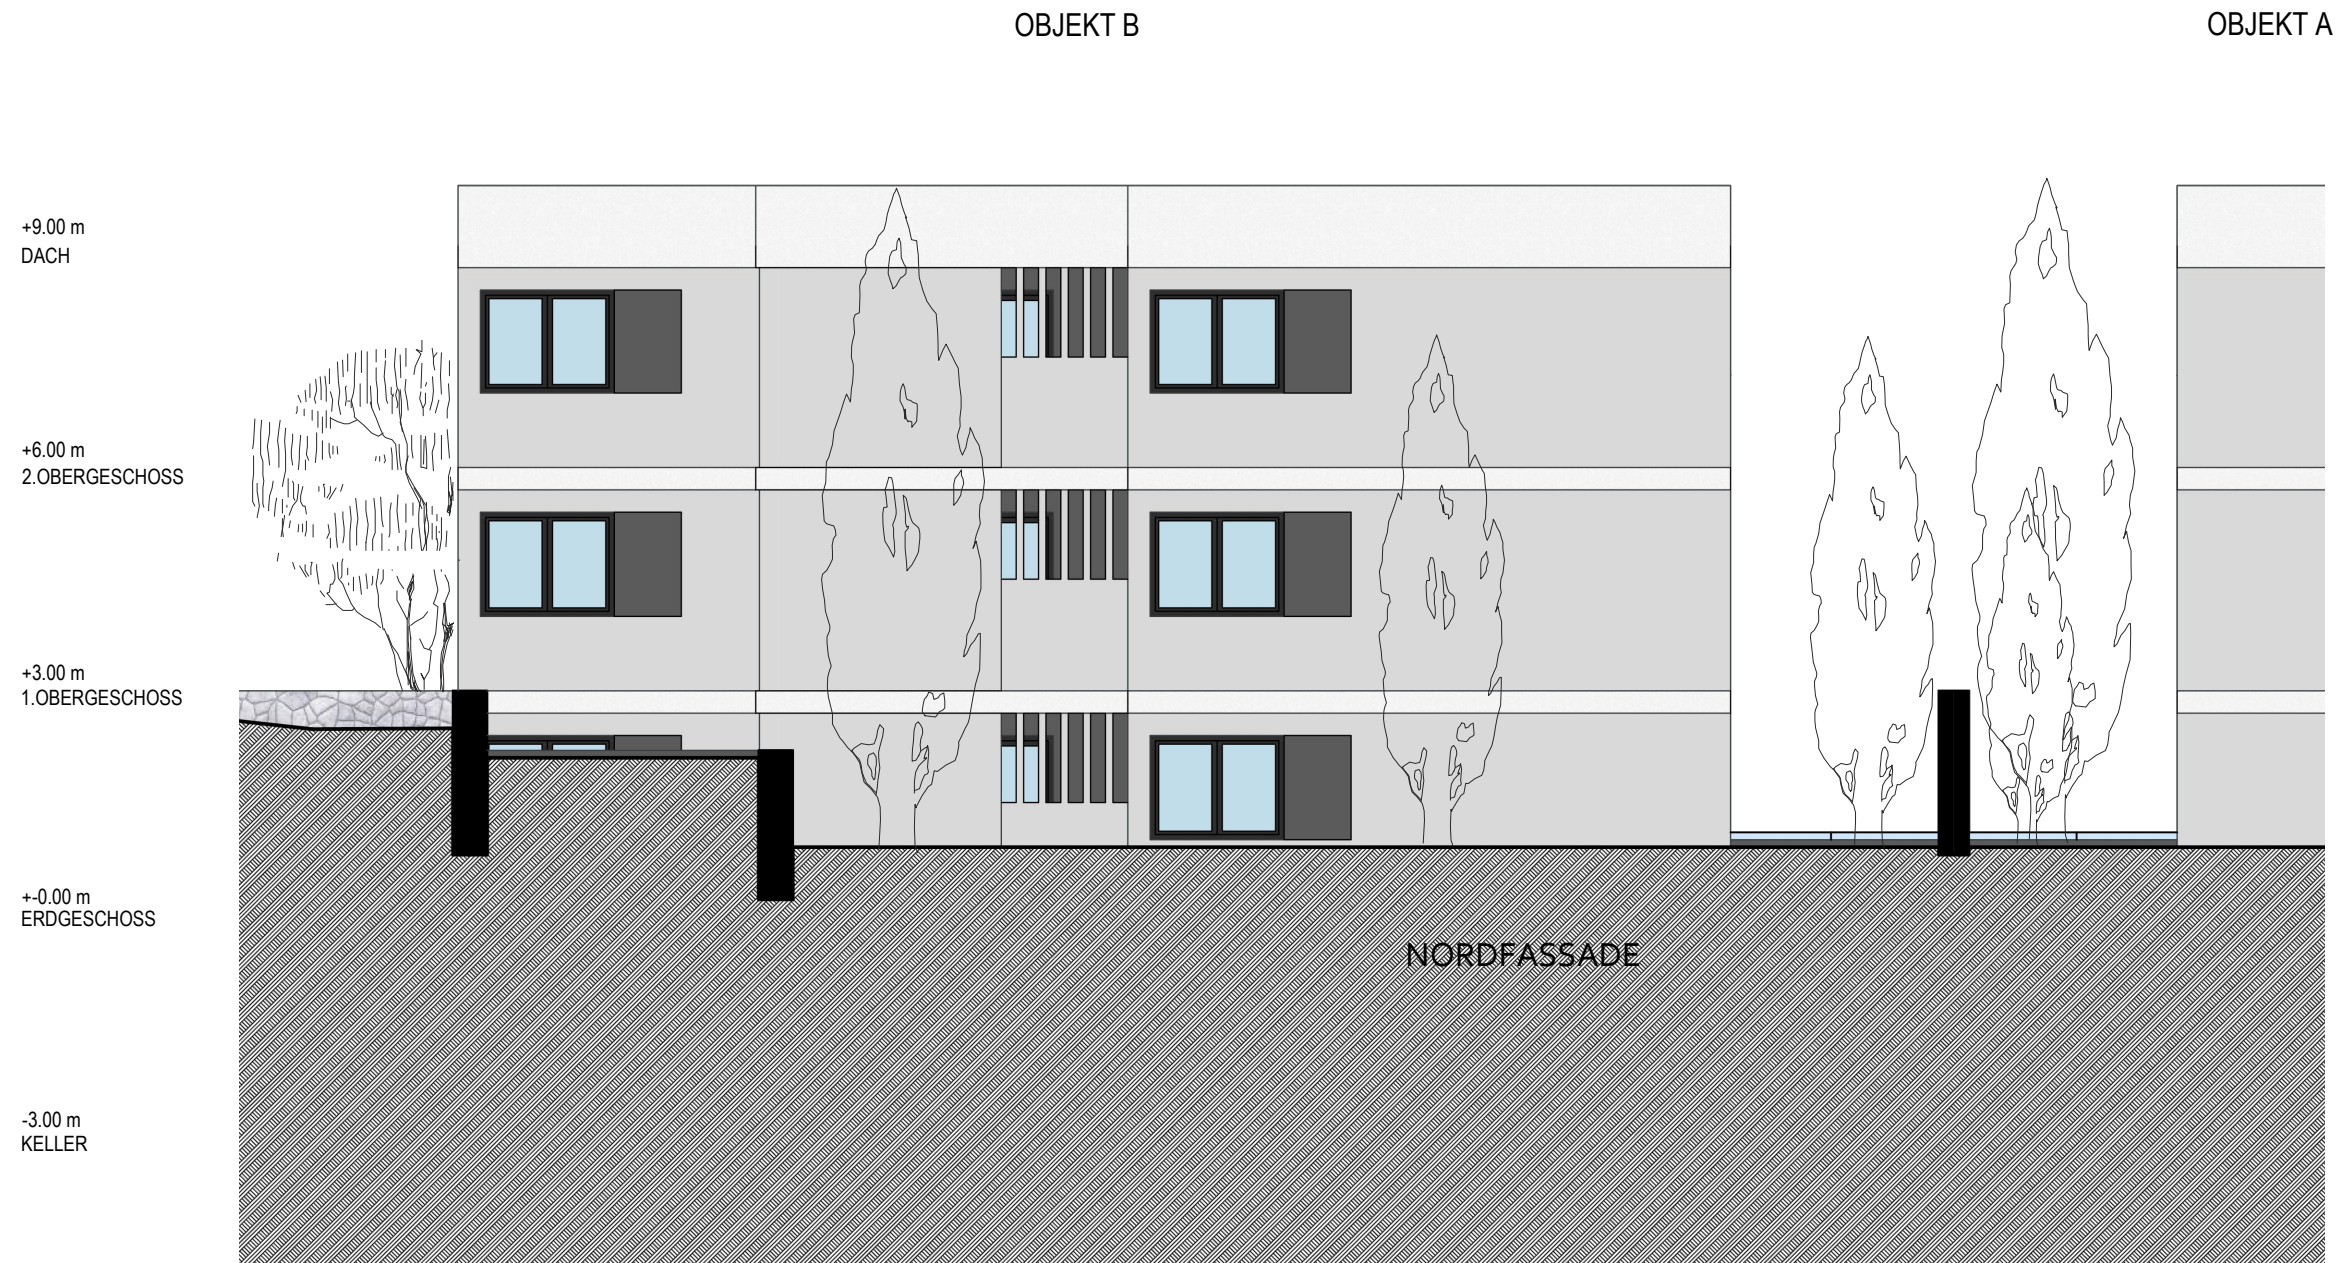 OBJEKT B
OBJEKT A
+9.00 m
DACH
+6.00 m
2.OBERGESCHOSS
+3.00 m
1.OBERGESCHOSS
+-0.00 m
ERDGESCHOSS
NORDFASSADE
-3.00 m
KELLER